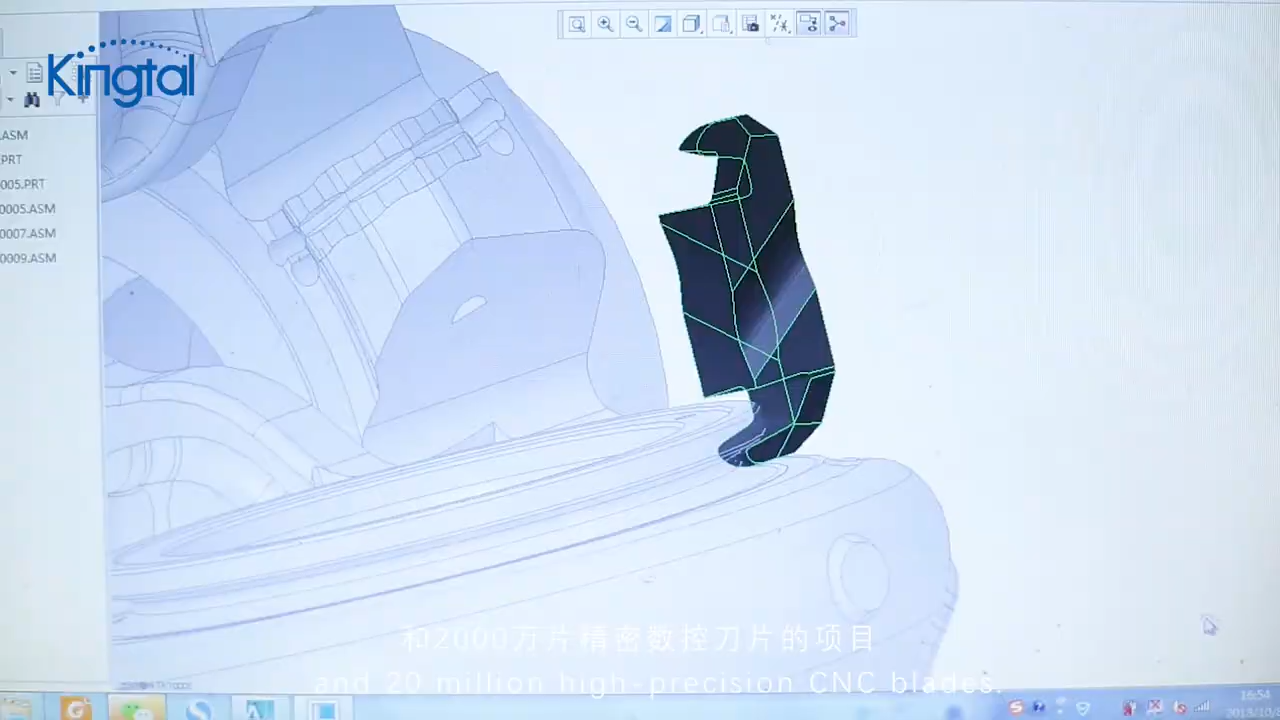 Kingtal
.ASM
PRT
005.PRT
0005.ASM
0007.ASM
0009.ASM
和2000万片精密数控刀片的项目
and 20 million high-precision CNC blades.
16:54